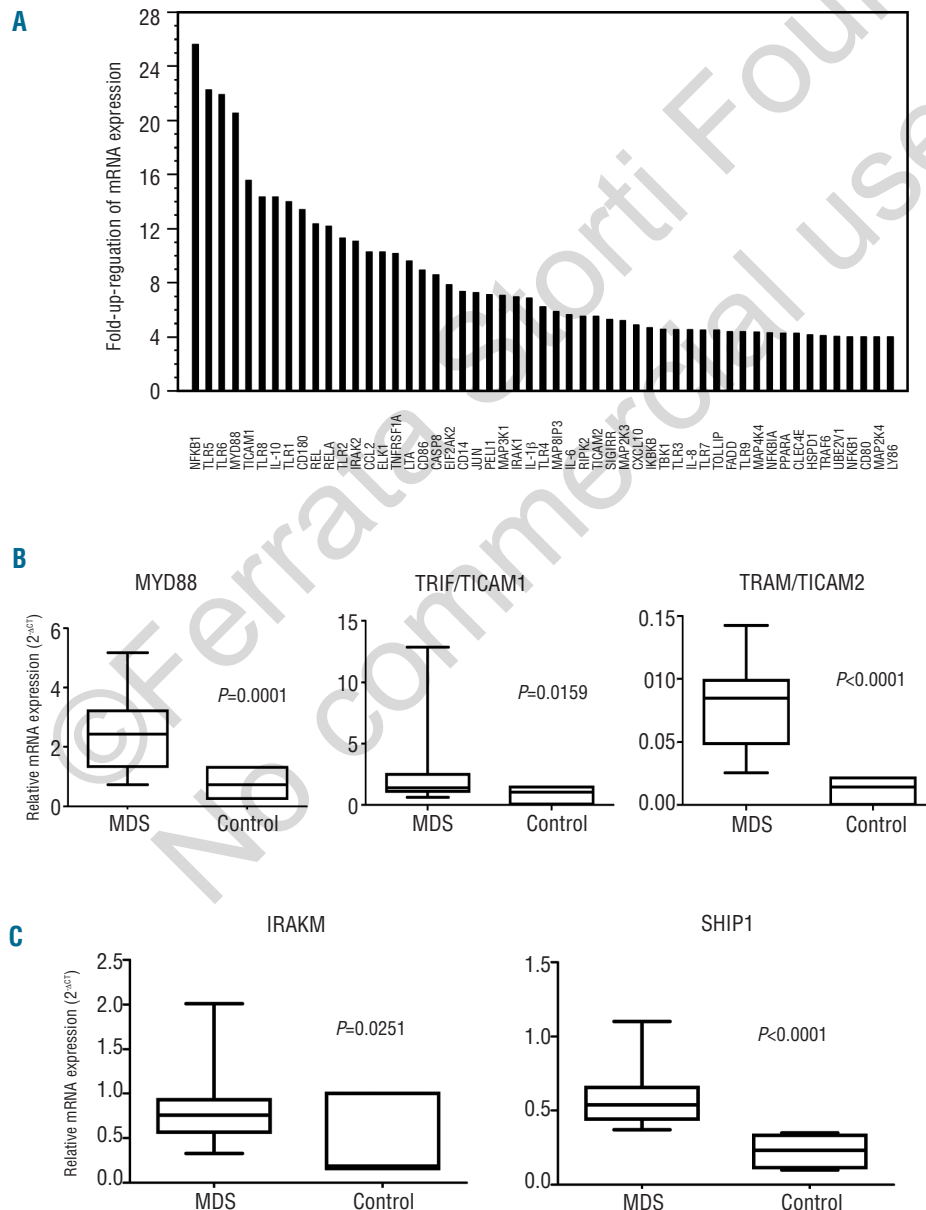 A
28
24
20
16
12
8
4
0
Fold-up-reguation of mRNA expression
NFKB1
TLR5
TLR6
MYD88
TICAM1
TLR8
IL-10
TLR1
CD180
REL
RELA
TLR2
IRAK2
CCL2
ELK1
TNFRSF1A
LTA
CD86
CASP8
EIF2AK2
CD14
JUN
PELI1
MAP3K1
IRAK1
IL-1β
TLR4
MAP8IP3
IL-6
RIPK2
TICAM2
SIGIRR
MAP2K3
CXCL10
IKBKB
TBK1
TLR3
IL-8
TLR7
TOLLIP
FADD
TLR9
MAP4K4
NFKBIA
PPARA
CLEC4E
HSPD1
TRAF6
UBE2V1
NFKB1
CD80
MAP2K4
LY86
©Ferrata Storti Foun
No commercial use
B
MYD88
Relative mRNA expression (2-ΔCT)
6
4
2
0
P=0.0001
MDS
Control
TRIF/TICAM1
15
10
5
0
P=0.0159
MDS
Control
TRAM/TICAM2
0.15
010
0.05
0.00
P<0.0001
MDS
Control
C
IRAKM
Relative mRNA expression (2-ΔCT)
2.5
2.0
1.5
1.0
0.5
0.0
P=0.0251
MDS
Control
SHIP1
1.5
1.0
0.5
0.0
P<0.0001
MDS
Control